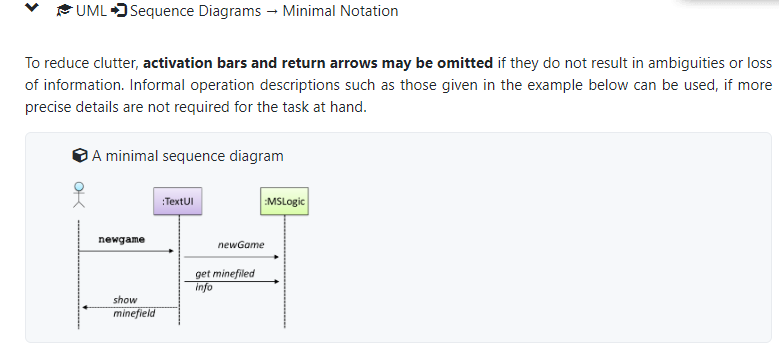 UML Sequence Diagrams → Minimal Notation
To reduce clutter, activation bars and return arrows may be omitted if they do not result in ambiguities or loss
of information. Informal operation descriptions such as those given in the example below can be used, if more
precise details are not required for the task at hand.
A minimal sequence diagram
:TextUI
:MSLogic
newgame
newGame
get minefiled
info
show
minefield